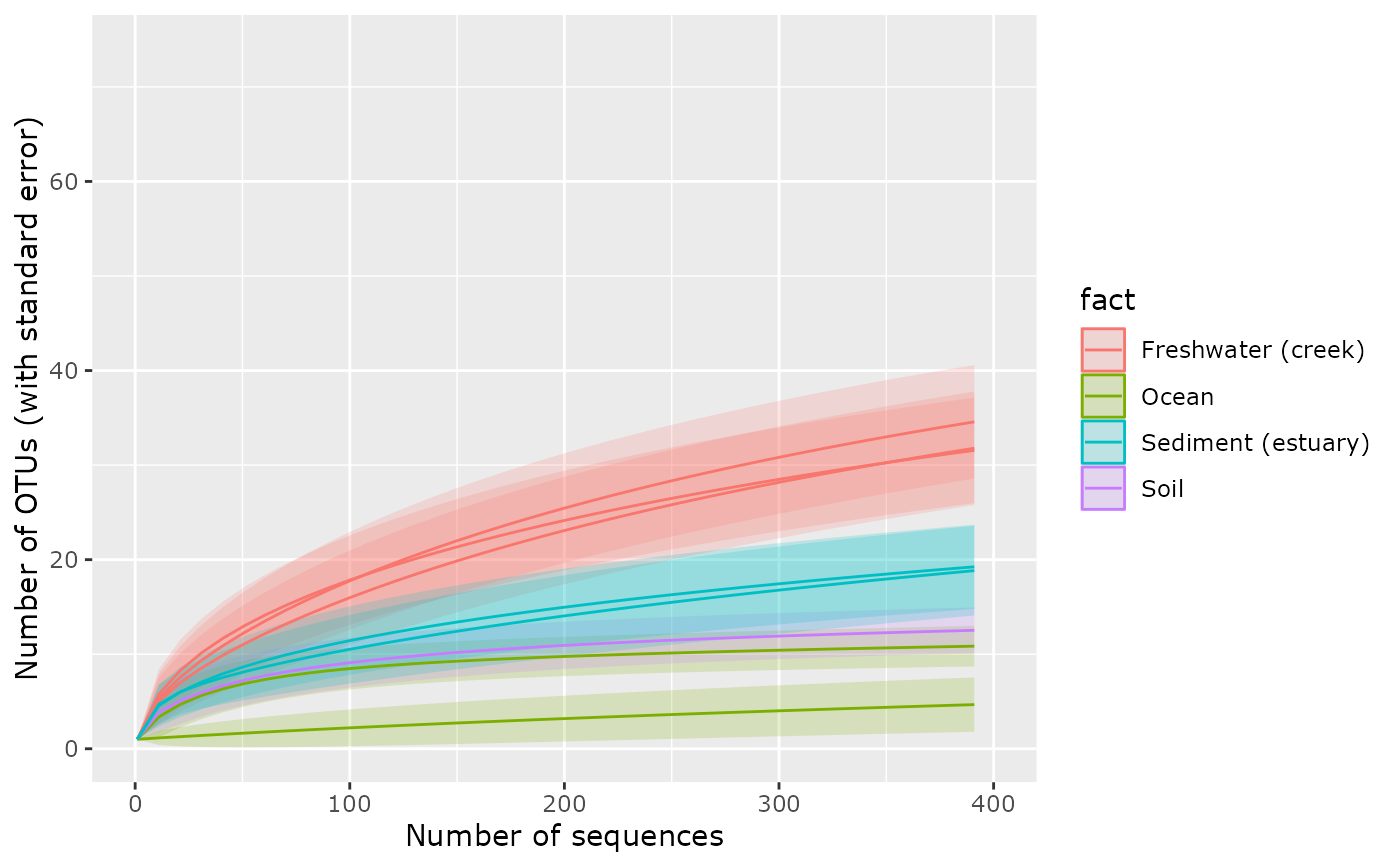 Number of OTUs (with standard error)
60
40
20
0
0 100 200 300 400
Number of sequences
fact
Freshwater (creek)
Ocean
Sediment (estuary)
Soil